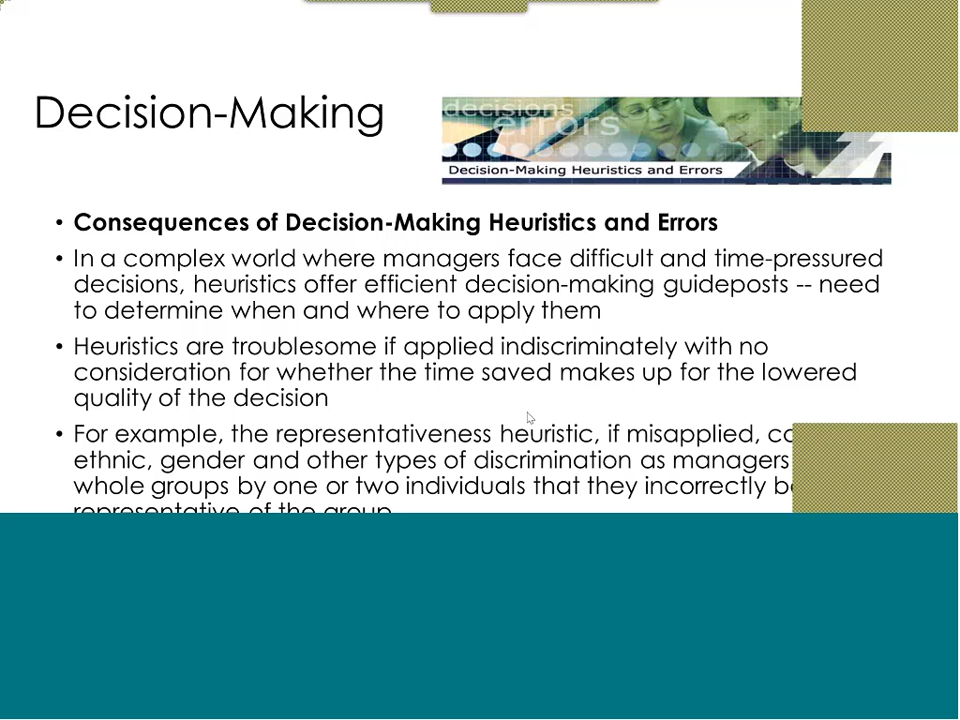 Decision-Making
decisions
errors
Decision-Making Heuristics and Errors
• Consequences of Decision-Making Heuristics and Errors
• In a complex world where managers face difficult and time-pressured
decisions, heuristics offer efficient decision-making guideposts -- need
to determine when and where to apply them
• Heuristics are troublesome if applied indiscriminately with no
consideration for whether the time saved makes up for the lowered
quality of the decision
• For example, the representativeness heuristic, if misapplied,
ethnic, gender and other types of discrimination as managers
whole groups by one or two individuals that they incorrectly
representative of the group